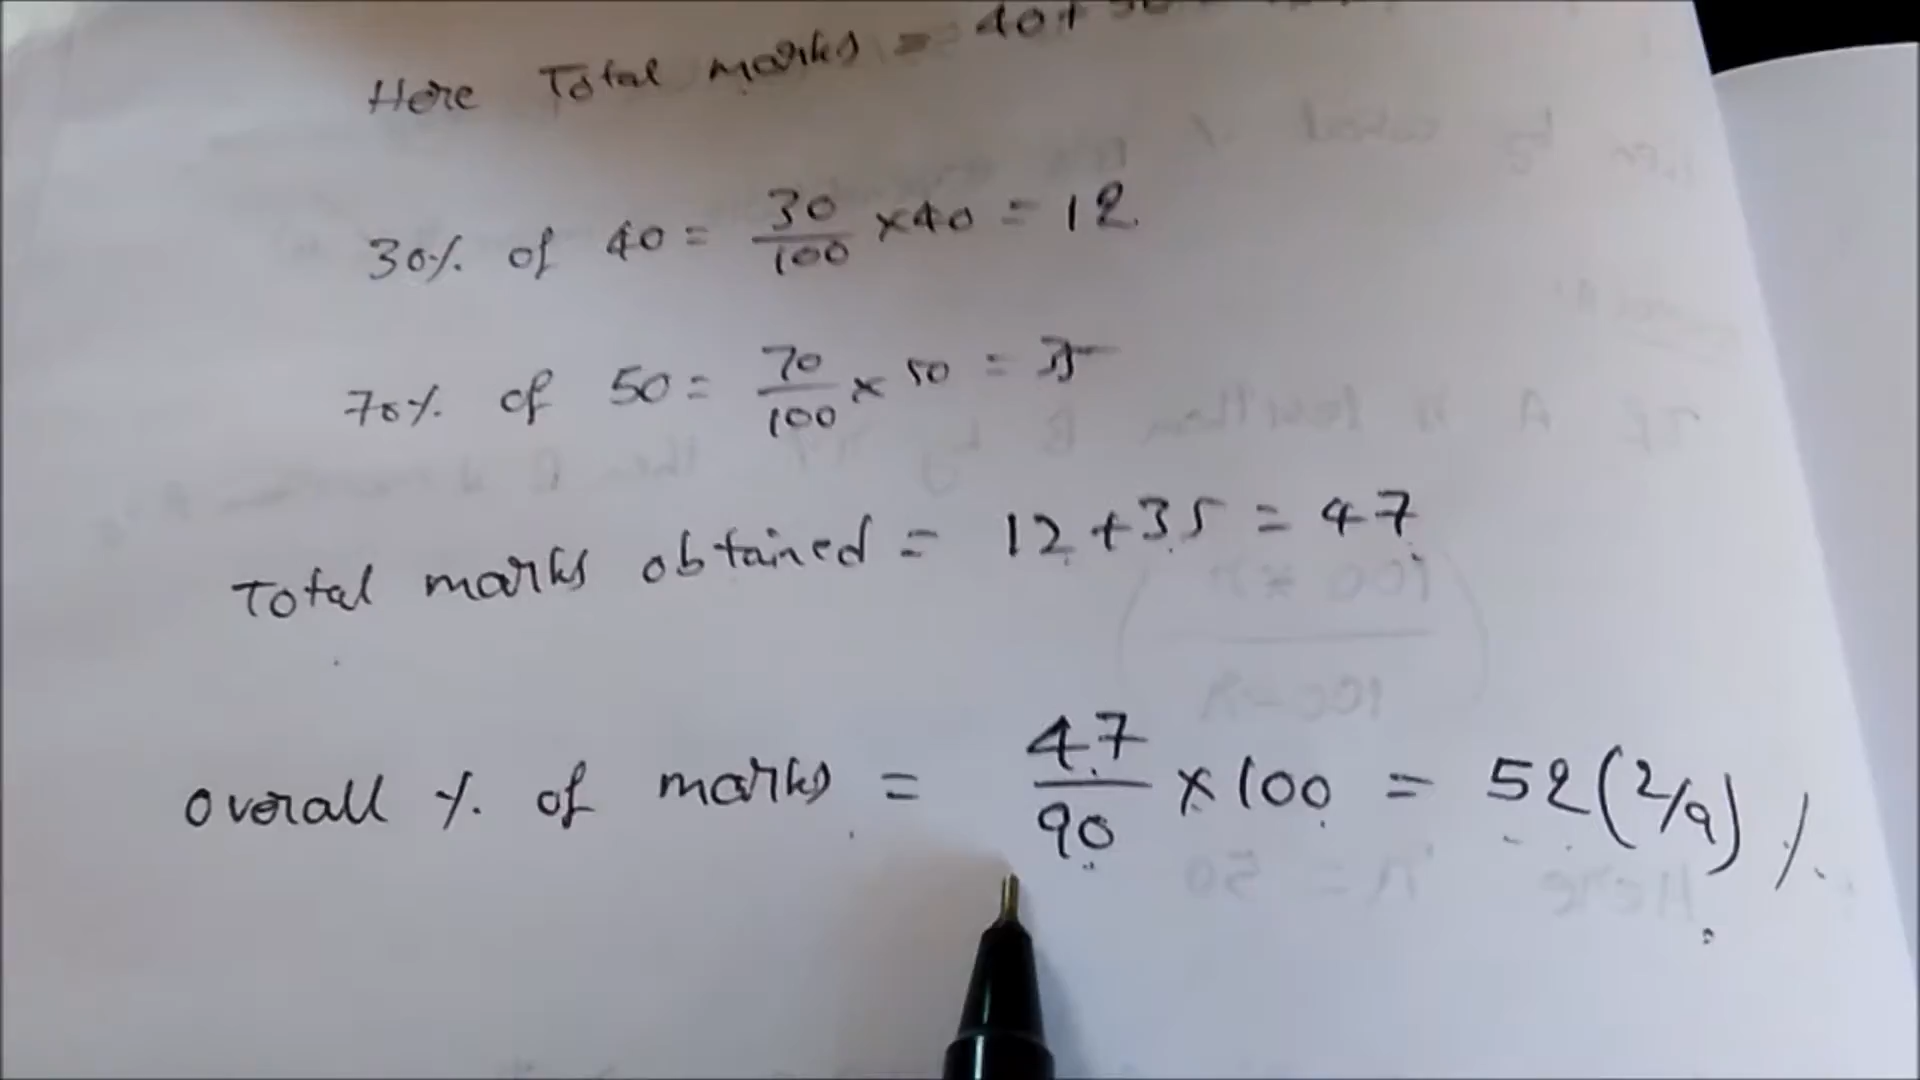 Here Total marks = 40+
30% of 40 = 30/100 ×40 = 12
70% of 50 = 70/100 × 50 = 35
Total marks obtained = 12+35 = 47
overall % of marks = 47/90 ×100 = 52(2/9) %